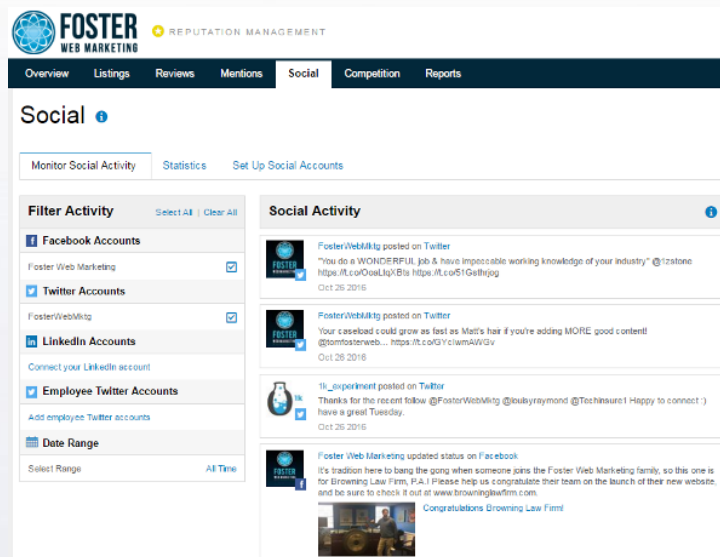 FOSTER
WEB MARKETING
REPUTATION MANAGEMENT
Overview Listings Reviews Mentions Social Competition Reports
Social
Monitor Social Activity Statistics Set Up Social Accounts
Filter Activity Select All | Clear All
Facebook Accounts
Foster Web Marketing
Twitter Accounts
FosterWebMktg
LinkedIn Accounts
Connect your LinkedIn account
Employee Twitter Accounts
Add employee Twitter accounts
Date Range
Select Range All Time
Social Activity
FosterWebMktg posted on Twitter
"You do a WONDERFUL job & have impeccable working knowledge of your industry" @1zstone
Oct 26 2016
FosterWebMktg posted on Twitter
Your caseload could grow as fast as Matt's hair if you're adding MORE good content!
@tomfosterweb...
Oct 26 2016
1k_experiment posted on Twitter
Thanks for the recent follow @FosterWebMktg @louisyraymond @Techinsure1 Happy to connect :)
have a great Tuesday.
Oct 26 2016
Foster Web Marketing updated status on Facebook
It's tradition here to bang the gong when someone joins the Foster Web Marketing family, so this one is
for Browning Law Firm, P.A.! Please help us congratulate their team on the launch of their new website,
and be sure to check it out at www.browninglawfirm.com.
Congratulations Browning Law Firm!